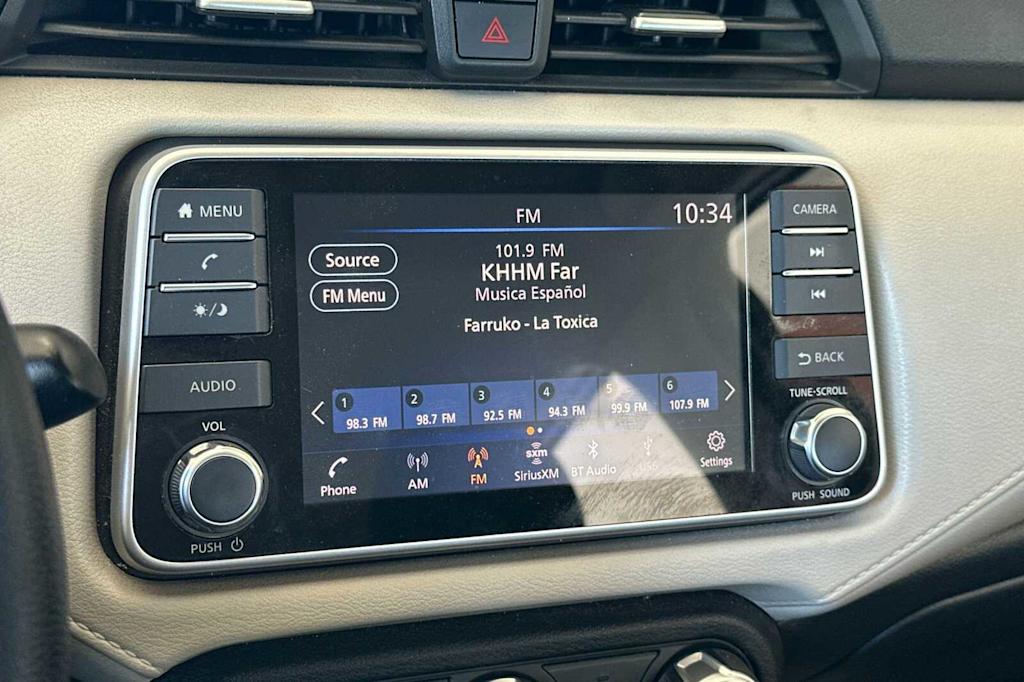 MENU
AUDIO
VOL
PUSH
FM
10:34
Source
FM Menu
101.9 FM
KHHM Far
Musica Español
Farruko - La Toxica
1 98.3 FM
2 98.7 FM
3 92.5 FM
4 94.3 FM
5 99.9 FM
6 107.9 FM
Phone
AM
FM
sxm
SiriusXM
BT Audio
USB
Settings
CAMERA
BACK
TUNE·SCROLL
PUSH SOUND